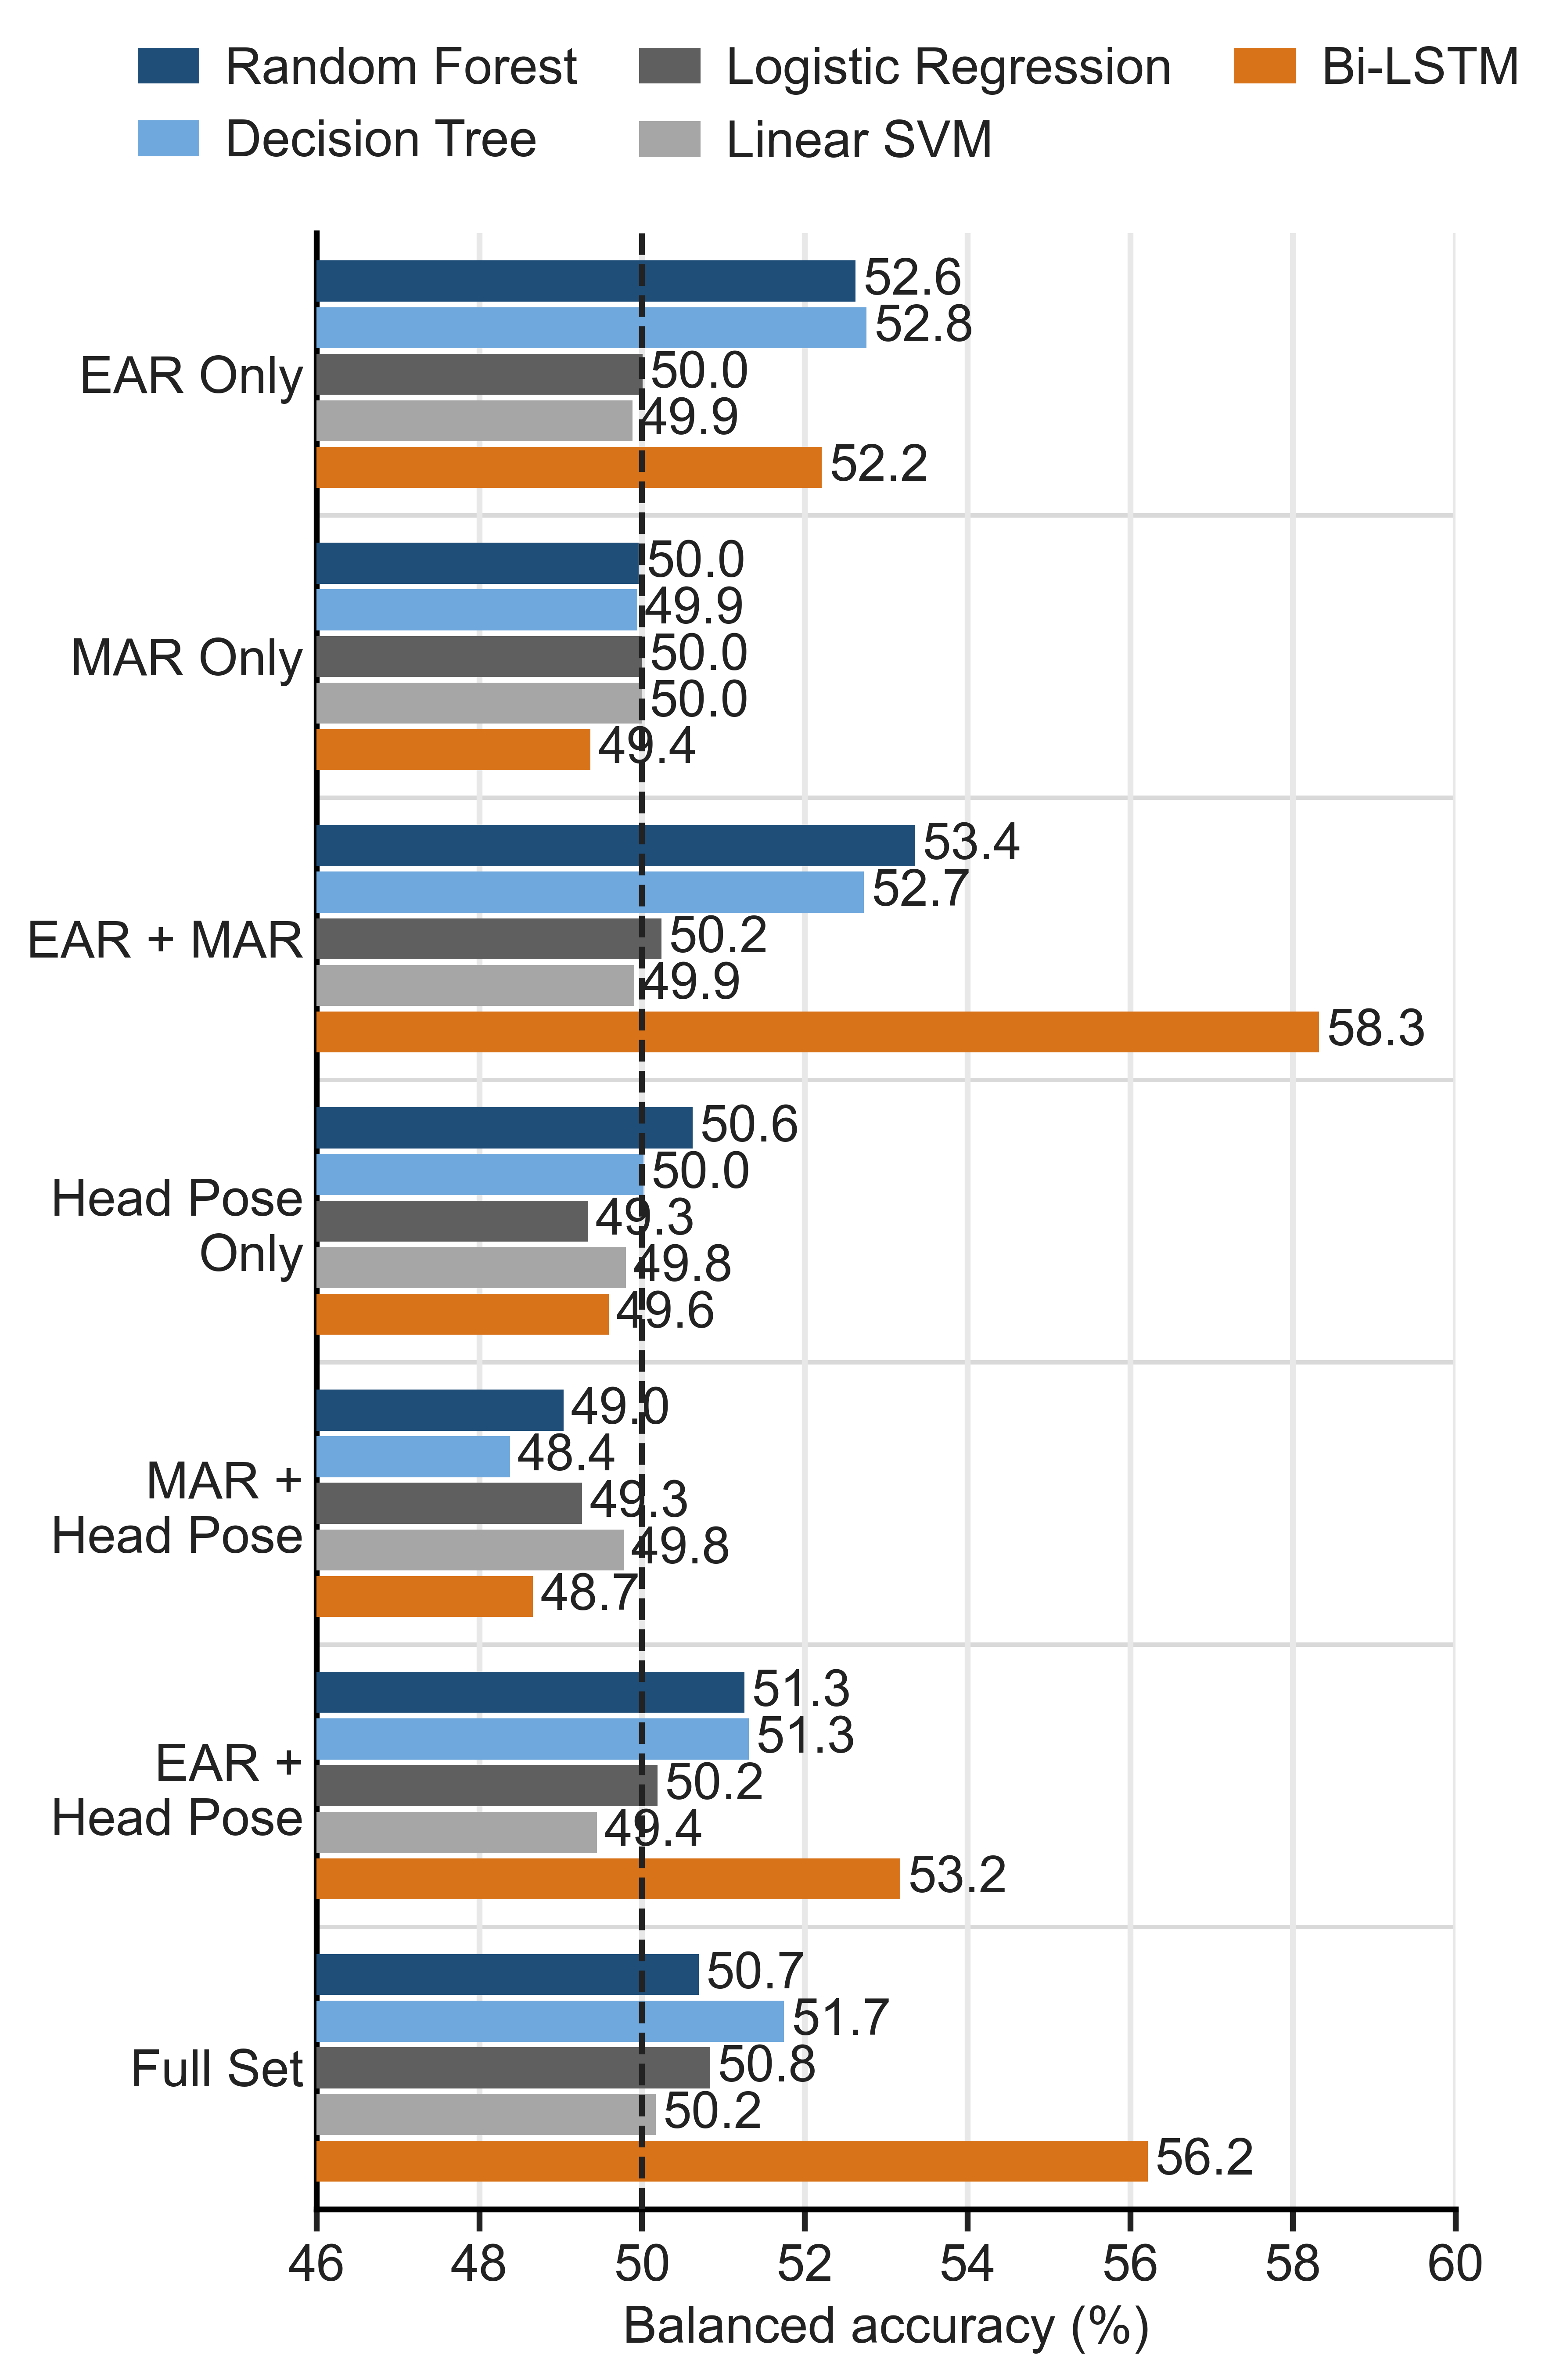 Random Forest
Logistic Regression
Bi-LSTM
Decision Tree
Linear SVM
EAR Only
52.6
52.8
50.0
49.9
52.2
MAR Only
50.0
49.9
50.0
50.0
49.4
EAR + MAR
53.4
52.7
50.2
49.9
58.3
Head Pose
Only
50.6
50.0
49.3
49.8
49.6
MAR +
Head Pose
49.0
48.4
49.3
49.8
48.7
EAR +
Head Pose
51.3
51.3
50.2
49.4
53.2
Full Set
50.7
51.7
50.8
50.2
56.2
46 48 50 52 54 56 58 60
Balanced accuracy (%)